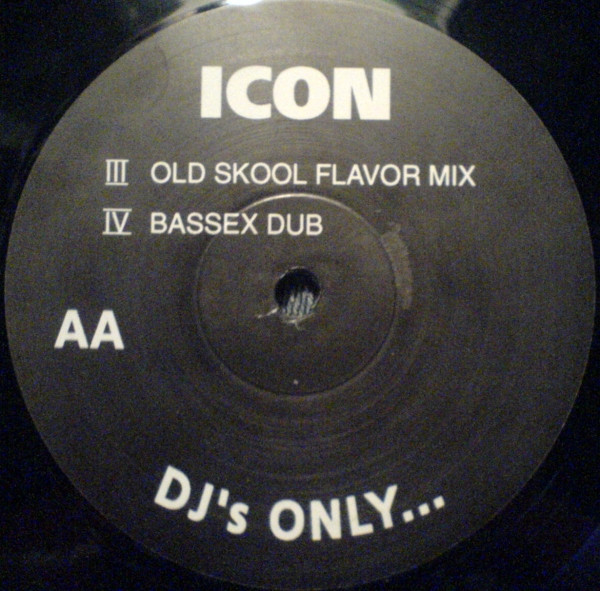 ICON
III OLD SKOOL FLAVOR MIX
IV BASSEX DUB
AA
DJ's ONLY...